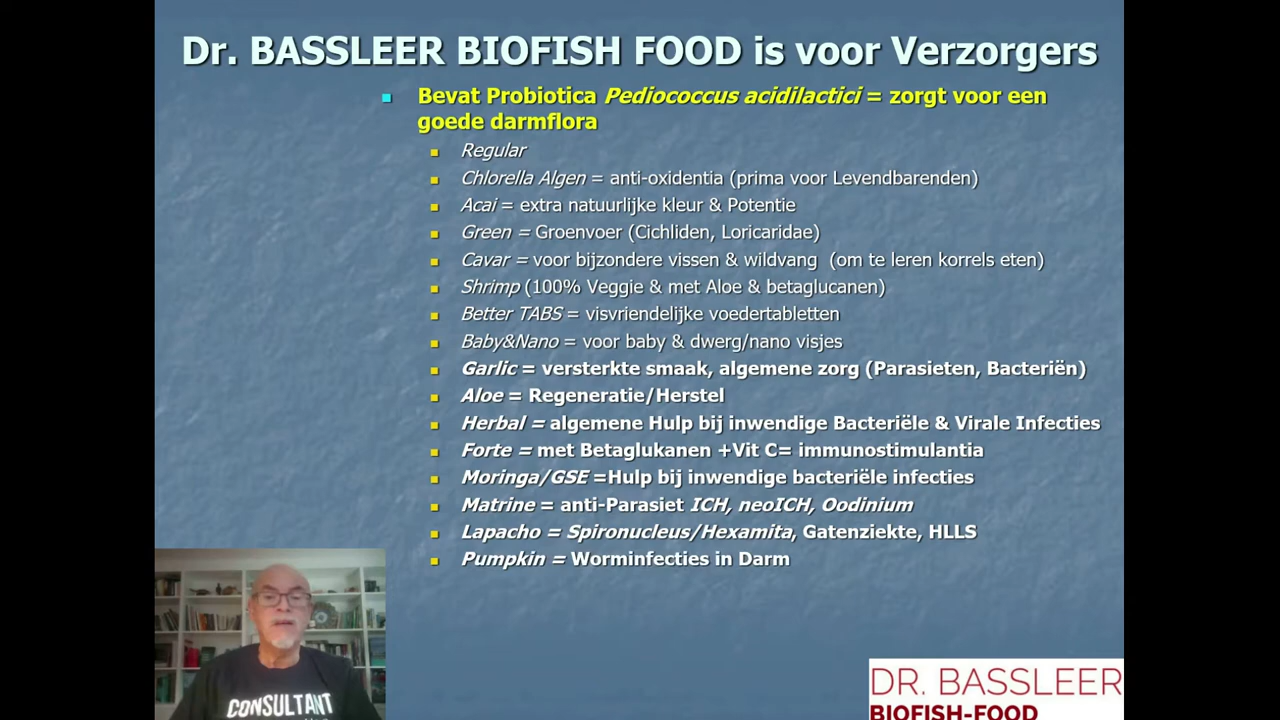 Dr. BASSLEER BIOFISH FOOD is voor Verzorgers
Bevat Probiotica Pediococcus acidilactici = zorgt voor een
goede darmflora
Regular
Chlorella Algen = anti-oxidentia (prima voor Levendbarenden)
Acai = extra natuurlijke kleur & Potentie
Green = Groenvoer (Cichliden, Loricaridae)
Cavar = voor bijzondere vissen & wildvang (om te leren korrels eten)
Shrimp (100% Veggie & met Aloe & betaglucanen)
Better TABS = visvriendelijke voedertabletten
Baby&Nano = voor baby & dwerg/nano visjes
Garlic = versterkte smaak, algemene zorg (Parasieten, Bacteriën)
Aloe = Regeneratie/Herstel
Herbal = algemene Hulp bij inwendige Bacteriële & Virale Infecties
Forte = met Betaglukanen +Vit C= immunostimulantia
Moringa/GSE =Hulp bij inwendige bacteriële infecties
Matrine = anti-Parasiet ICH, neoICH, Oodinium
Lapacho = Spironucleus/Hexamita, Gatenziekte, HLLS
Pumpkin = Worminfecties in Darm
CONSULTANT
DR. BASSLEER
BIOFISH-FOOD